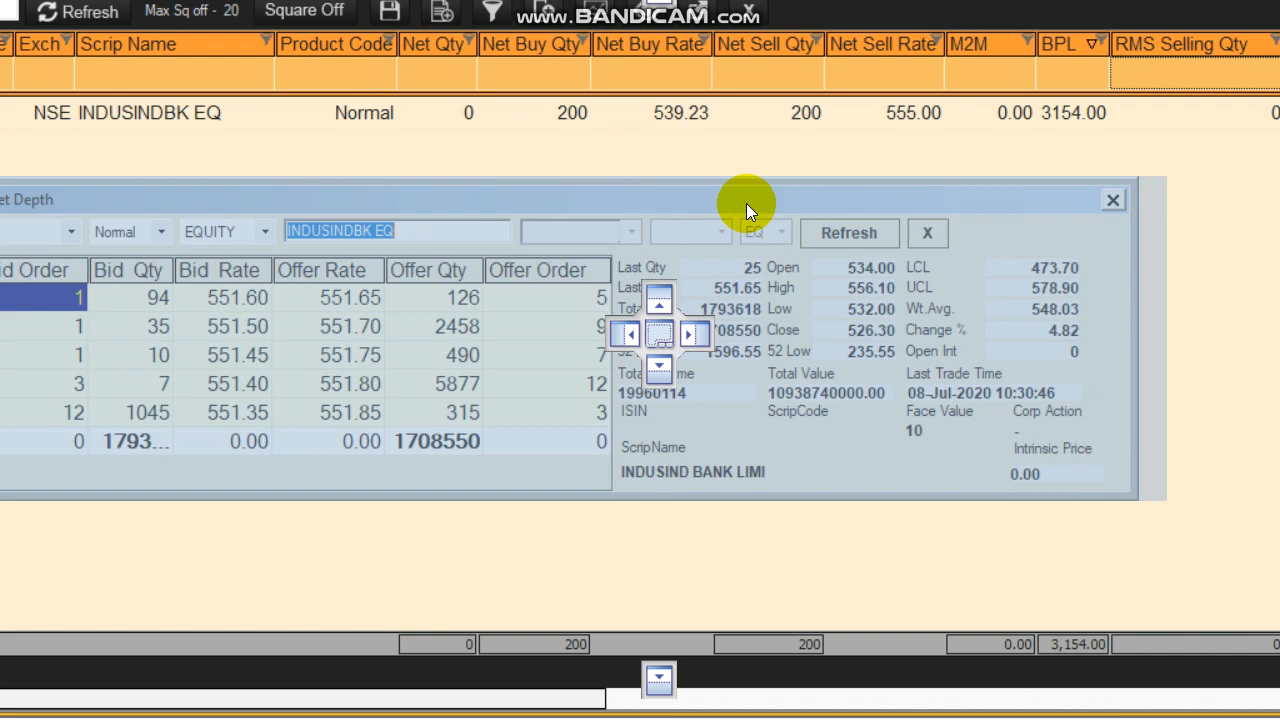 Refresh Max Sq off - 20 Square Off
www.BANDICAM.com
Exch Scrip Name Product Code Net Qty Net Buy Qty Net Buy Rate Net Sell Qty Net Sell Rate M2M BPL RMS Selling Qty
NSE INDUSINDBK EQ Normal 0 200 539.23 200 555.00 0.00 3154.00 0
et Depth
Normal EQUITY INDUSINDBK EQ EQ Refresh X
id Order Bid Qty Bid Rate Offer Rate Offer Qty Offer Order
1 94 551.60 551.65 126 5
1 35 551.50 551.70 2458 9
1 10 551.45 551.75 490 7
3 7 551.40 551.80 5877 12
12 1045 551.35 551.85 315 3
0 1793... 0.00 0.00 1708550 0
Last Qty 25 Open 534.00 LCL 473.70
Last 551.65 High 556.10 UCL 578.90
1793618 Low 532.00 Wt.Avg. 548.03
708550 Close 526.30 Change % 4.82
1596.55 52 Low 235.55 Open Int 0
Total Value Last Trade Time
19960114 10938740000.00 08-Jul-2020 10:30:46
ISIN ScripCode Face Value Corp Action
10 -
ScripName Intrinsic Price
INDUSIND BANK LIMI 0.00
0 200 200 0.00 3,154.00 0